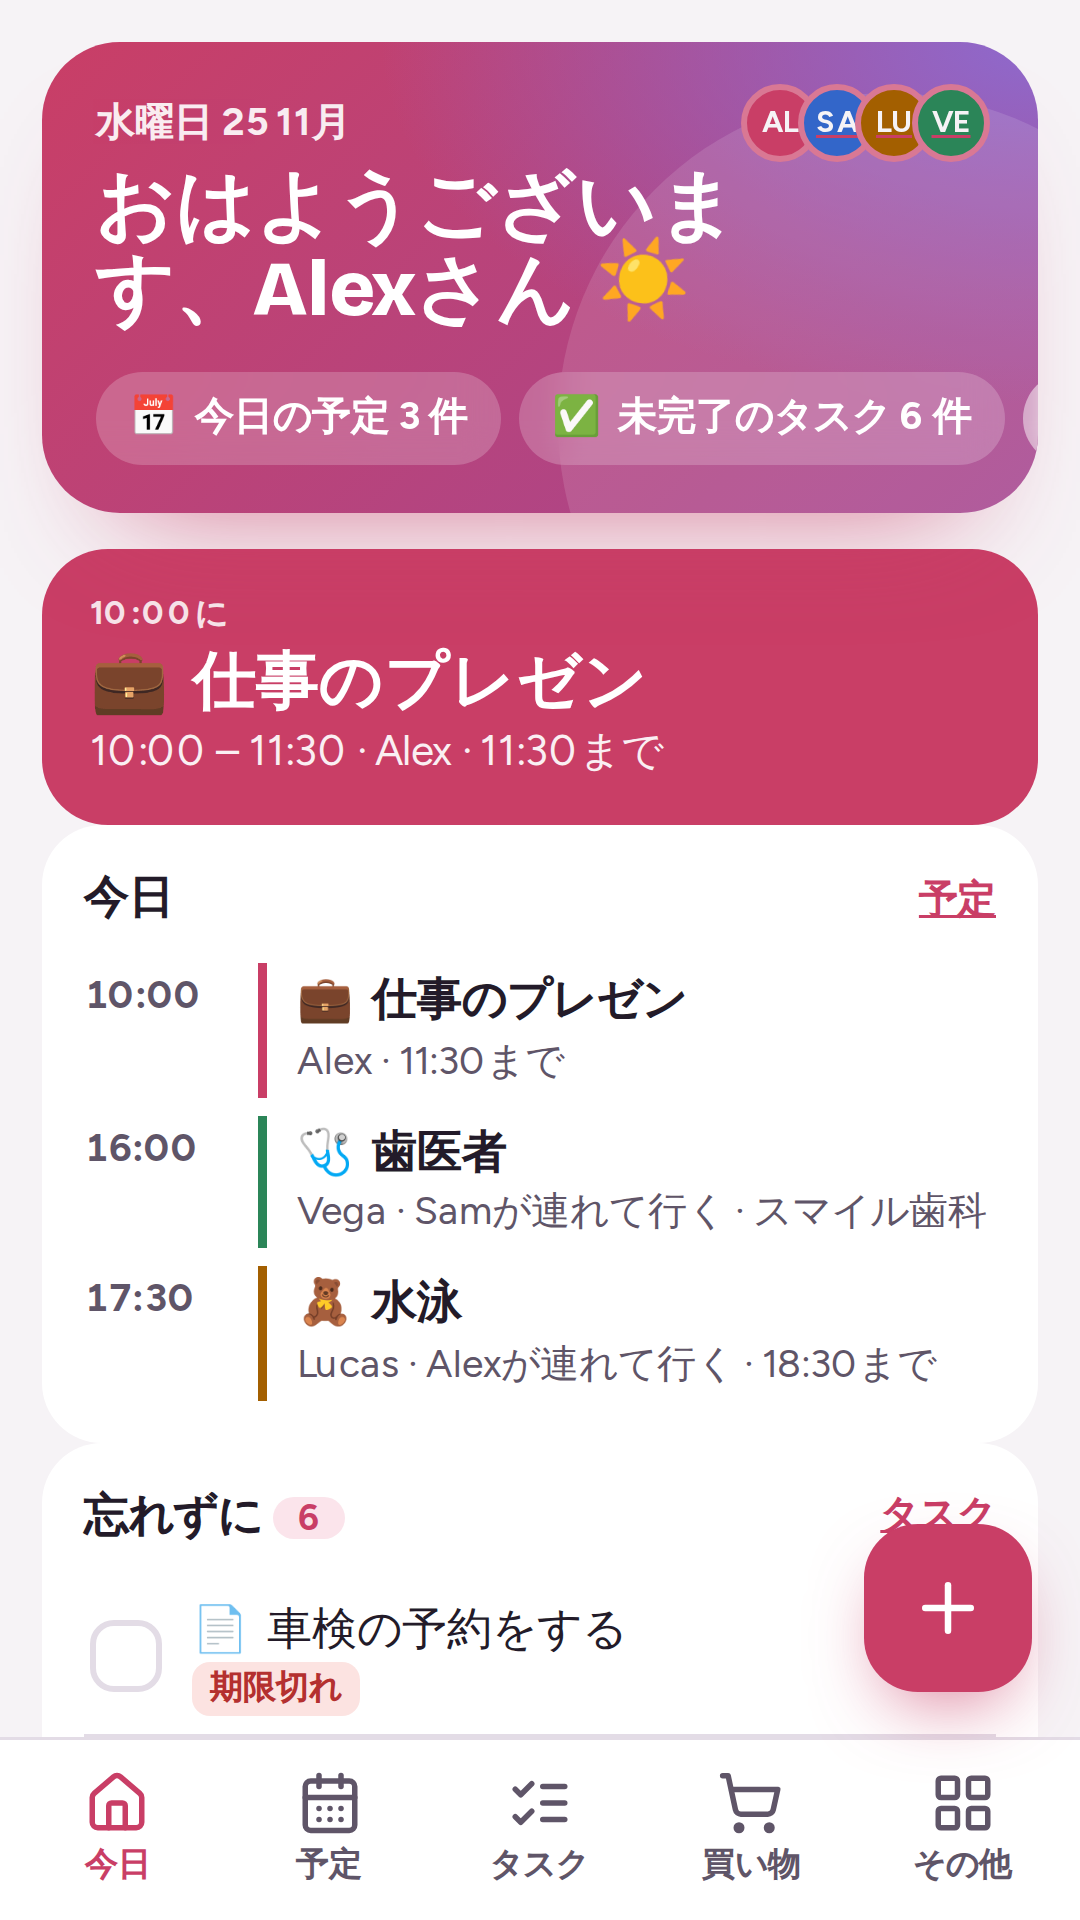 水曜日 25 11月
AL SA LU VE
おはようございま
す、Alexさん ☀️
📅 今日の予定 3 件
✅ 未完了のタスク 6 件
10:00に
💼 仕事のプレゼン
10:00 – 11:30 · Alex · 11:30まで
今日
予定
10:00
💼 仕事のプレゼン
Alex · 11:30まで
16:00
🩺 歯医者
Vega · Samが連れて行く · スマイル歯科
17:30
🧸 水泳
Lucas · Alexが連れて行く · 18:30まで
忘れずに 6
タスク
📄 車検の予約をする
期限切れ
今日
予定
タスク
買い物
その他